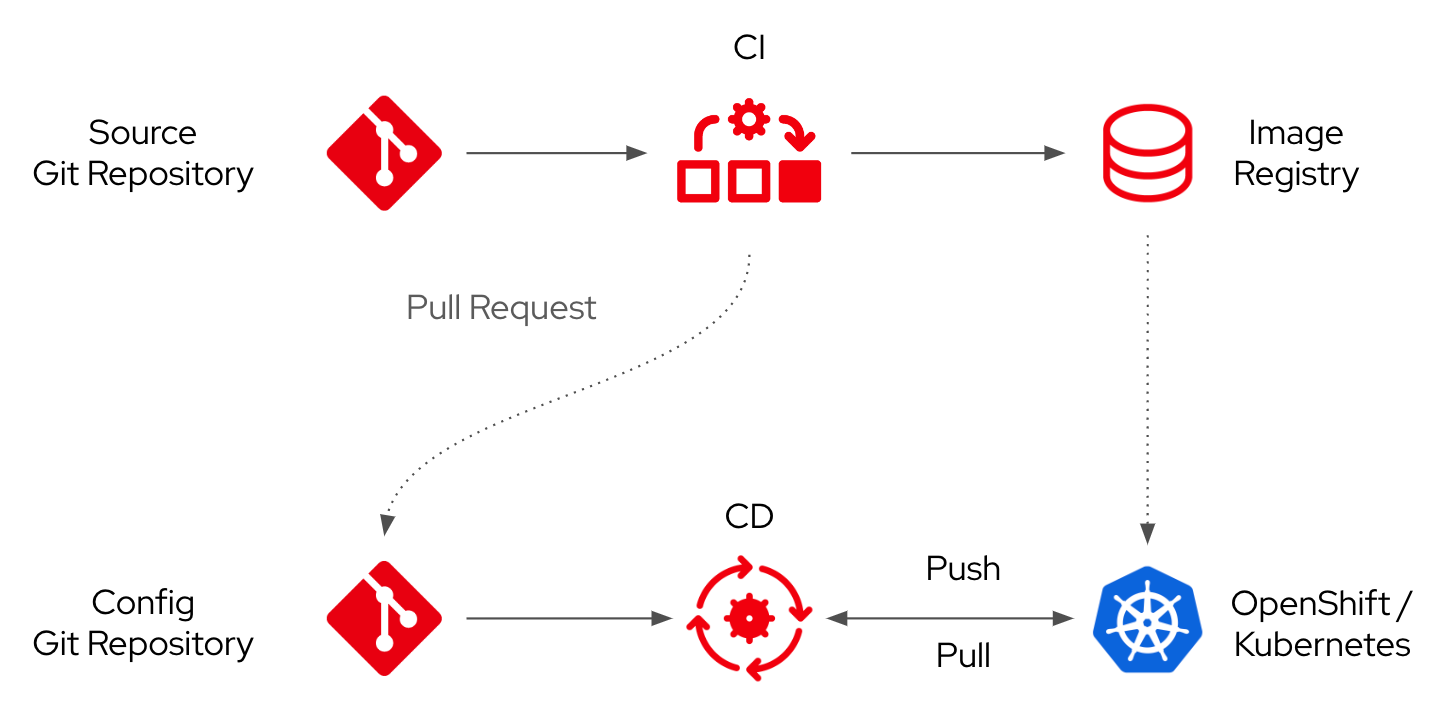 CI
Source
Git Repository
Image
Registry
Pull Request
CD
Push
Config
Git Repository
OpenShift /
Kubernetes
Pull